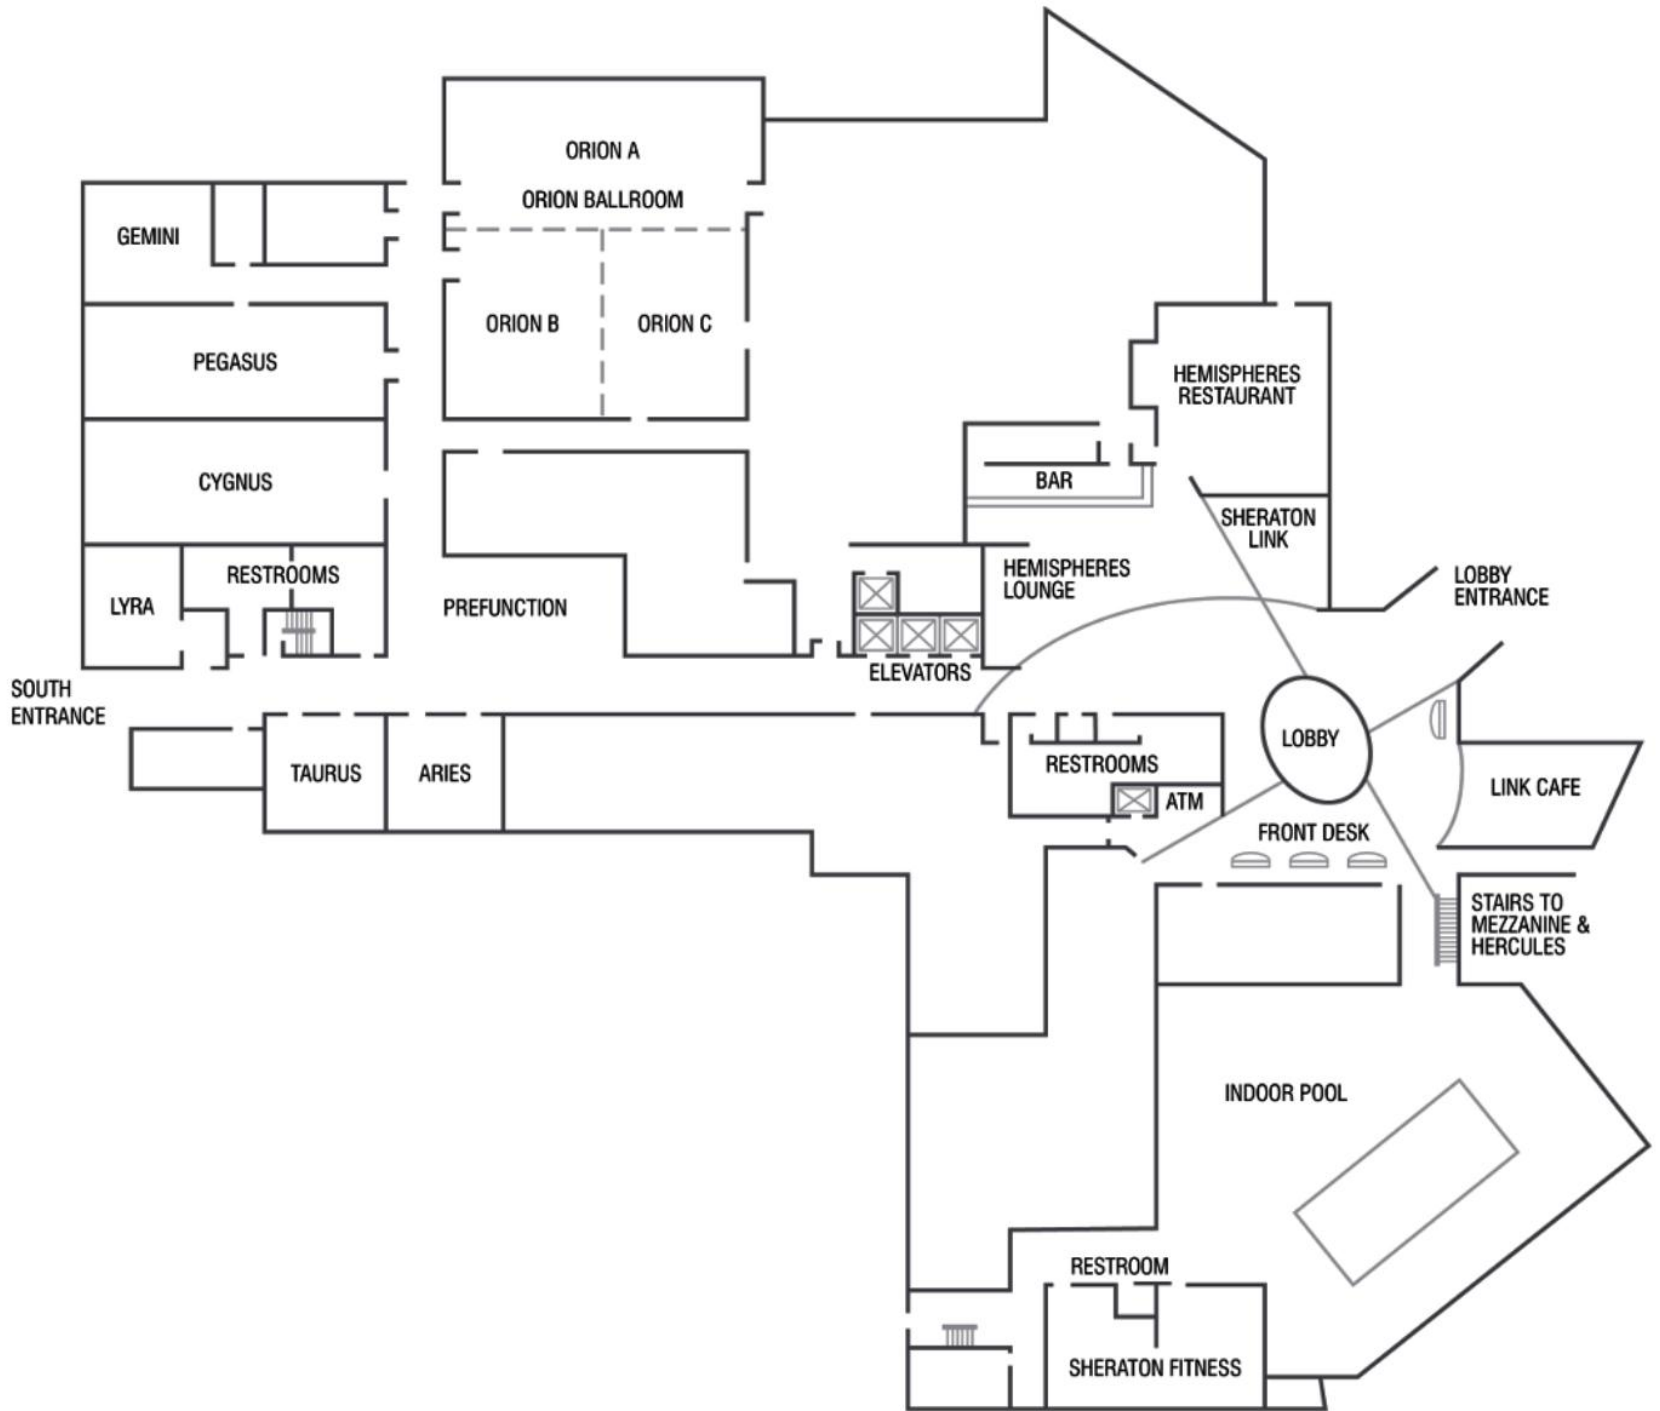 ORION A
ORION BALLROOM
GEMINI
ORION B
ORION C
PEGASUS
HEMISPHERES
RESTAURANT
CYGNUS
BAR
SHERATON
LINK
RESTROOMS
LYRA
PREFUNCTION
HEMISPHERES
LOUNGE
LOBBY
ENTRANCE
ELEVATORS
SOUTH
ENTRANCE
LOBBY
TAURUS
ARIES
RESTROOMS
ATM
LINK CAFE
FRONT DESK
STAIRS TO
MEZZANINE &
HERCULES
INDOOR POOL
RESTROOM
SHERATON FITNESS